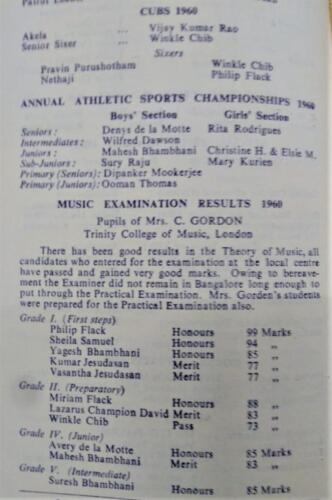 CUBS 1960
Akela ... Vijay Kumar Rao
Senior Sixer ... Winkle Chib
Sixers
Pravin Purushotham Winkle Chib
Nethaji Philip Flack
ANNUAL ATHLETIC SPORTS CHAMPIONSHIPS 1960
Boys' Section Girls' Section
Seniors: Denys de la Motte Rita Rodrigues
Intermediates: Wilfred Dawson
Juniors: Mahesh Bhambhani Christine H. & Elsie M.
Sub-Juniors: Sury Raju Mary Kurien
Primary (Seniors): Dipanker Mookerjee
Primary (Juniors): Ooman Thomas
MUSIC EXAMINATION RESULTS 1960
Pupils of Mrs. C. GORDON
Trinity College of Music, London
There has been good results in the Theory of Music, all
candidates who entered for the examination at the local centre
have passed and gained very good marks. Owing to bereave-
ment the Examiner did not remain in Bangalore long enough to
put through the Practical Examination. Mrs. Gorden's students
were prepared for the Practical Examination also.
Grade I. (First steps)
Philip Flack Honours 99 Marks
Sheila Samuel Honours 94 „
Yagesh Bhambhani Honours 85 „
Kumar Jesudasan Merit 77 „
Vasantha Jesudasan Merit 77 „
Grade II. (Preparatory)
Miriam Flack Honours 88 „
Lazarus Champion David Merit 83 „
Winkle Chib Pass 73 „
Grade IV. (Junior)
Avery de la Motte Honours 85 Marks
Mahesh Bhambhani Merit 83 „
Grade V. (Intermediate)
Suresh Bhambhani Honours 85 Marks